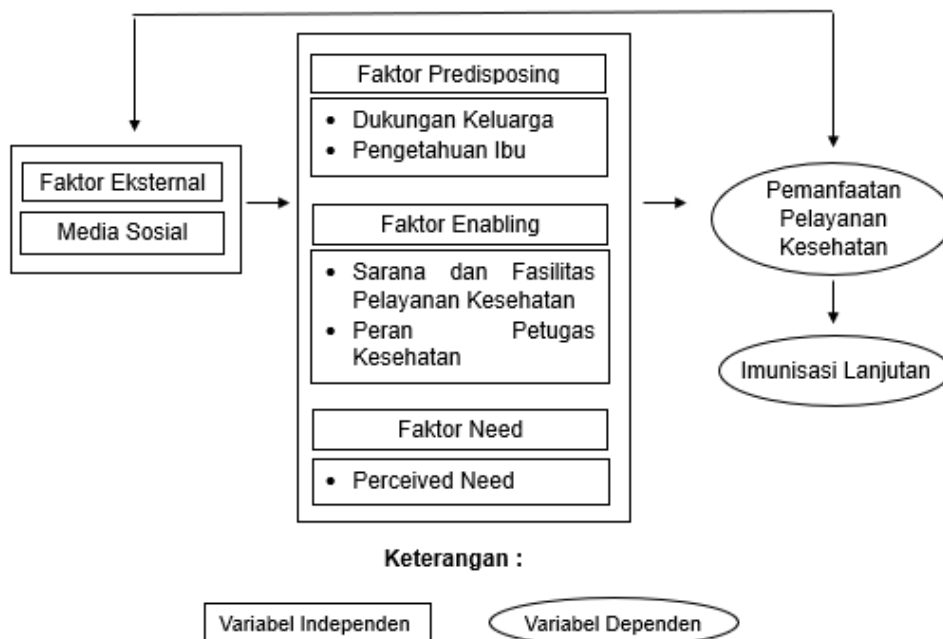 Faktor Predisposing
• Dukungan Keluarga
• Pengetahuan Ibu
Faktor Eksternal
Media Sosial
Faktor Enabling
• Sarana dan Fasilitas
Pelayanan Kesehatan
• Peran Petugas
Kesehatan
Faktor Need
• Perceived Need
Pemanfaatan
Pelayanan
Kesehatan
Imunisasi Lanjutan
Keterangan :
Variabel Independen
Variabel Dependen